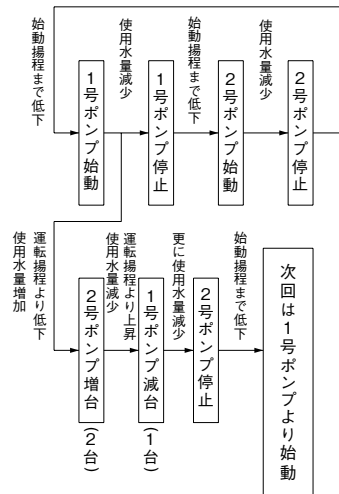 始動揚程まで低下
1号ポンプ始動
使用水量減少
1号ポンプ停止
始動揚程まで低下
2号ポンプ始動
使用水量減少
2号ポンプ停止
運転揚程より低下
使用水量増加
2号ポンプ増台(2台)
運転揚程より上昇
使用水量減少
1号ポンプ減台(1台)
更に使用水量減少
2号ポンプ停止
始動揚程まで低下
次回は1号ポンプより始動